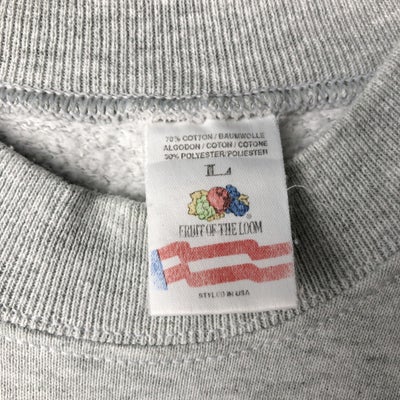 70% COTTON / BAUMWOLLE
ALGODON / COTON / COTONE
30% POLYESTER / POLIESTER
L
FRUIT OF THE LOOM
STYLED IN USA